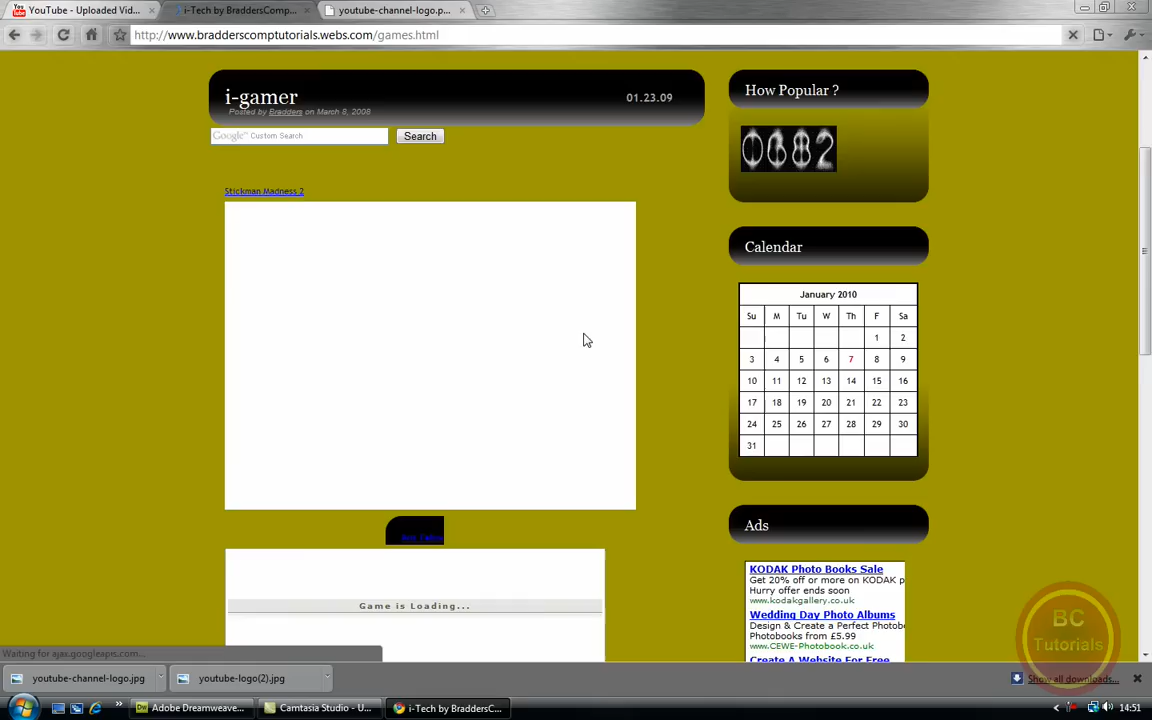 YouTube - Uploaded Vid...
i-Tech by BraddersComp...
youtube-channel-logo.p...
http://www.bradderscomptutorials.webs.com/games.html
i-gamer
01.23.09
Posted by Bradders on March 8, 2008
Google™ Custom Search
Search
Stickman Madness 2
Game is Loading...
How Popular ?
0682
Calendar
January 2010
Su M Tu W Th F Sa
1 2
3 4 5 6 7 8 9
10 11 12 13 14 15 16
17 18 19 20 21 22 23
24 25 26 27 28 29 30
31
Ads
KODAK Photo Books Sale
Get 20% off or more on KODAK p
Hurry offer ends soon
www.kodakgallery.co.uk
Wedding Day Photo Albums
Design & Create a Perfect Photobo
Photobooks from £5.99
www.CEWE-Photobook.co.uk
Create A Website For Free
BC
Tutorials
Waiting for ajax.googleapis.com...
youtube-channel-logo.jpg
youtube-logo(2).jpg
Show all downloads...
Adobe Dreamweave...
Camtasia Studio - U...
i-Tech by BraddersC...
14:51